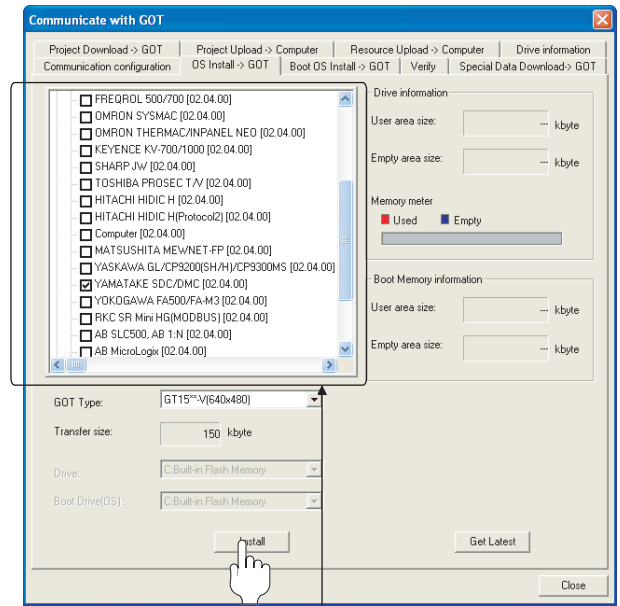 Communicate with GOT
Project Download -> GOT Project Upload -> Computer Resource Upload -> Computer Drive information
Communication configuration OS Install -> GOT Boot OS Install -> GOT Verify Special Data Download-> GOT
FREQROL 500/700 [02.04.00]
OMRON SYSMAC [02.04.00]
OMRON THERMAC/INPANEL NEO [02.04.00]
KEYENCE KV-700/1000 [02.04.00]
SHARP JW [02.04.00]
TOSHIBA PROSEC T/V [02.04.00]
HITACHI HIDIC H [02.04.00]
HITACHI HIDIC H(Protocol2) [02.04.00]
Computer [02.04.00]
MATSUSHITA MEWNET-FP [02.04.00]
YASKAWA GL/CP9200(SH/H)/CP9300MS [02.04.00]
YAMATAKE SDC/DMC [02.04.00]
YOKOGAWA FA500/FA-M3 [02.04.00]
RKC SR Mini HG(MODBUS) [02.04.00]
AB SLC500, AB 1:N [02.04.00]
AB MicroLogix [02.04.00]
Drive information
User area size: --- kbyte
Empty area size: --- kbyte
Memory meter
Used Empty
Boot Memory information
User area size: --- kbyte
Empty area size: --- kbyte
GOT Type: GT15**-V(640x480)
Transfer size: 150 kbyte
Drive: C:Built-in Flash Memory
Boot Drive(OS) : C:Built-in Flash Memory
Install Get Latest
Close